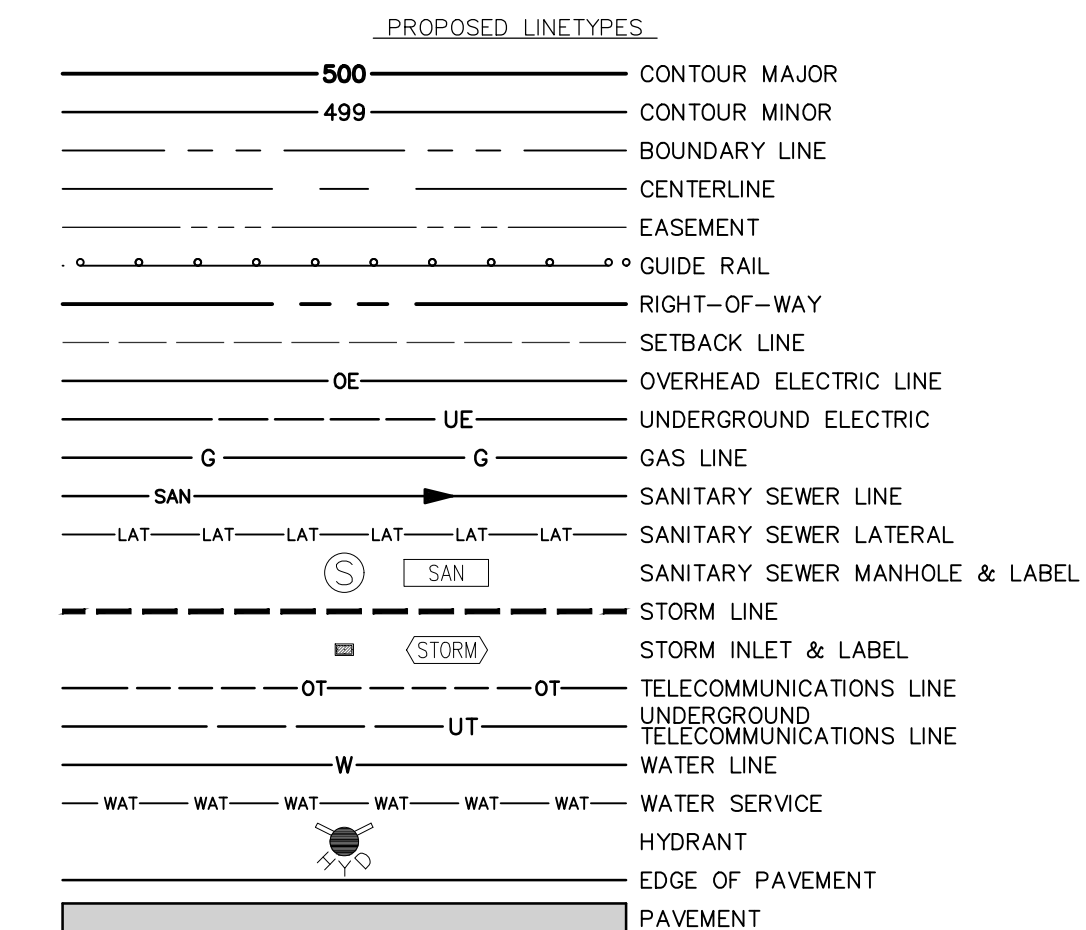 PROPOSED LINETYPES
500 CONTOUR MAJOR
499 CONTOUR MINOR
BOUNDARY LINE
CENTERLINE
EASEMENT
GUIDE RAIL
RIGHT-OF-WAY
SETBACK LINE
OE OVERHEAD ELECTRIC LINE
UE UNDERGROUND ELECTRIC
G G GAS LINE
SAN SANITARY SEWER LINE
LAT LAT LAT LAT LAT LAT SANITARY SEWER LATERAL
S SAN SANITARY SEWER MANHOLE & LABEL
STORM LINE
STORM STORM INLET & LABEL
OT OT TELECOMMUNICATIONS LINE
UT UNDERGROUND
TELECOMMUNICATIONS LINE
W WATER LINE
WAT WAT WAT WAT WAT WAT WATER SERVICE
HYD HYDRANT
EDGE OF PAVEMENT
PAVEMENT